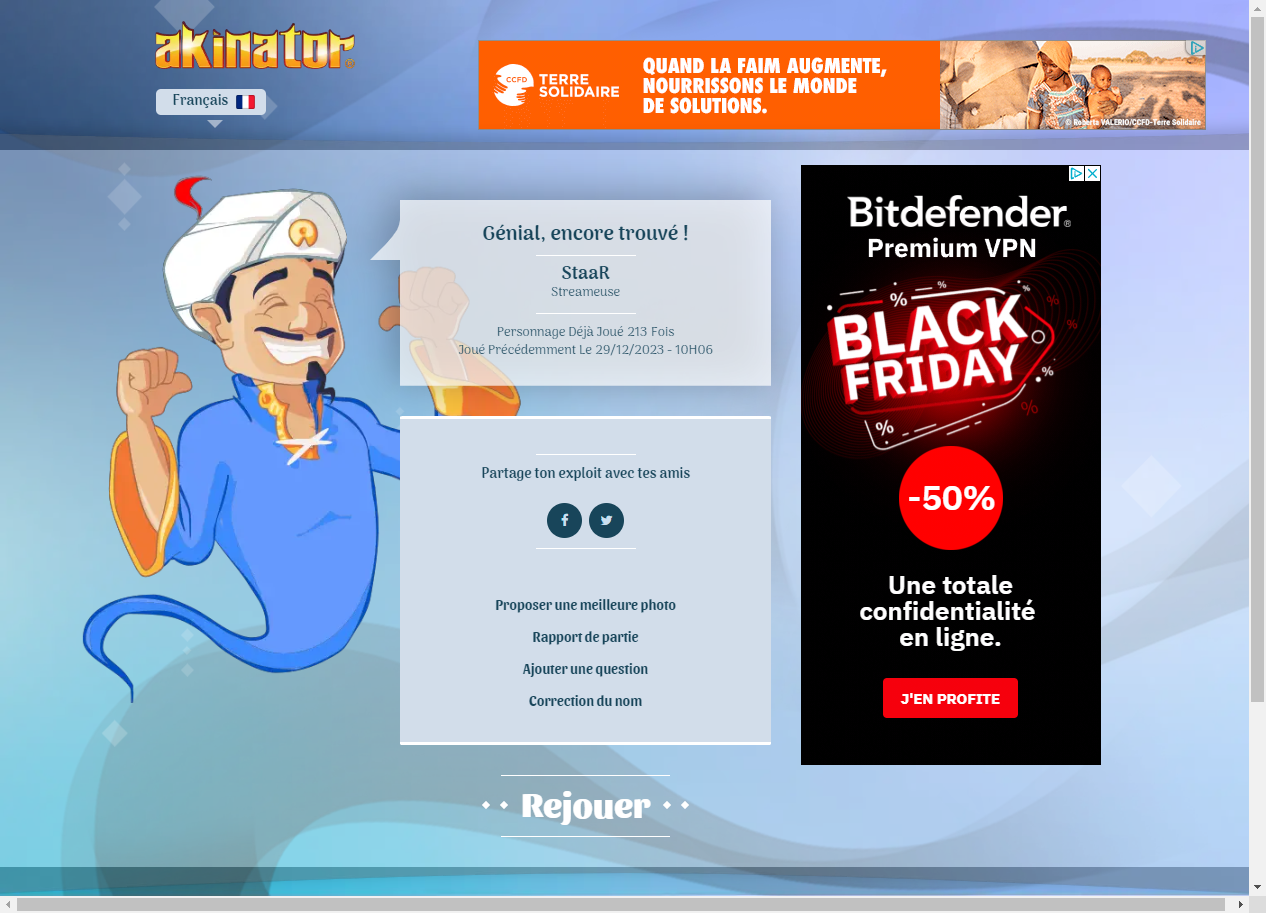 akinator
Français
CCFD
TERRE
SOLIDAIRE
QUAND LA FAIM AUGMENTE,
NOURRISSONS LE MONDE
DE SOLUTIONS.
© Roberta VALERIO/CCFD-Terre Solidaire
Génial, encore trouvé !
StaaR
Streameuse
Personnage Déjà Joué 213 Fois
Joué Précédemment Le 29/12/2023 - 10H06
Partage ton exploit avec tes amis
Proposer une meilleure photo
Rapport de partie
Ajouter une question
Correction du nom
Rejouer
Bitdefender®
Premium VPN
BLACK
FRIDAY
-50%
Une totale
confidentialité
en ligne.
J'EN PROFITE